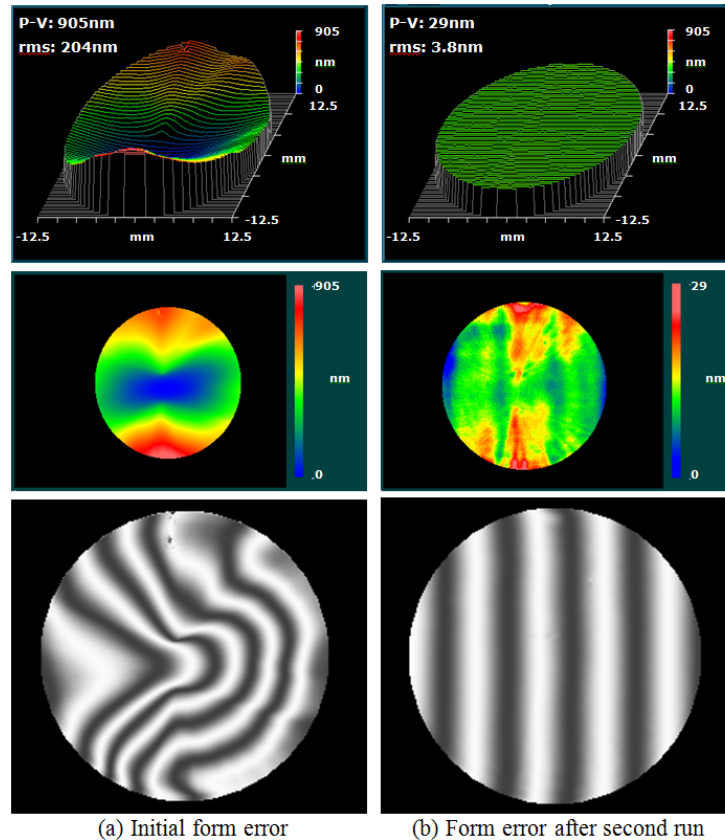 P-V: 905nm
rms: 204nm
905
nm
0
12.5
mm
-12.5
-12.5
mm
12.5
P-V: 29nm
rms: 3.8nm
905
nm
0
12.5
mm
-12.5
-12.5
mm
12.5
905
nm
0
29
nm
0
(a) Initial form error
(b) Form error after second run